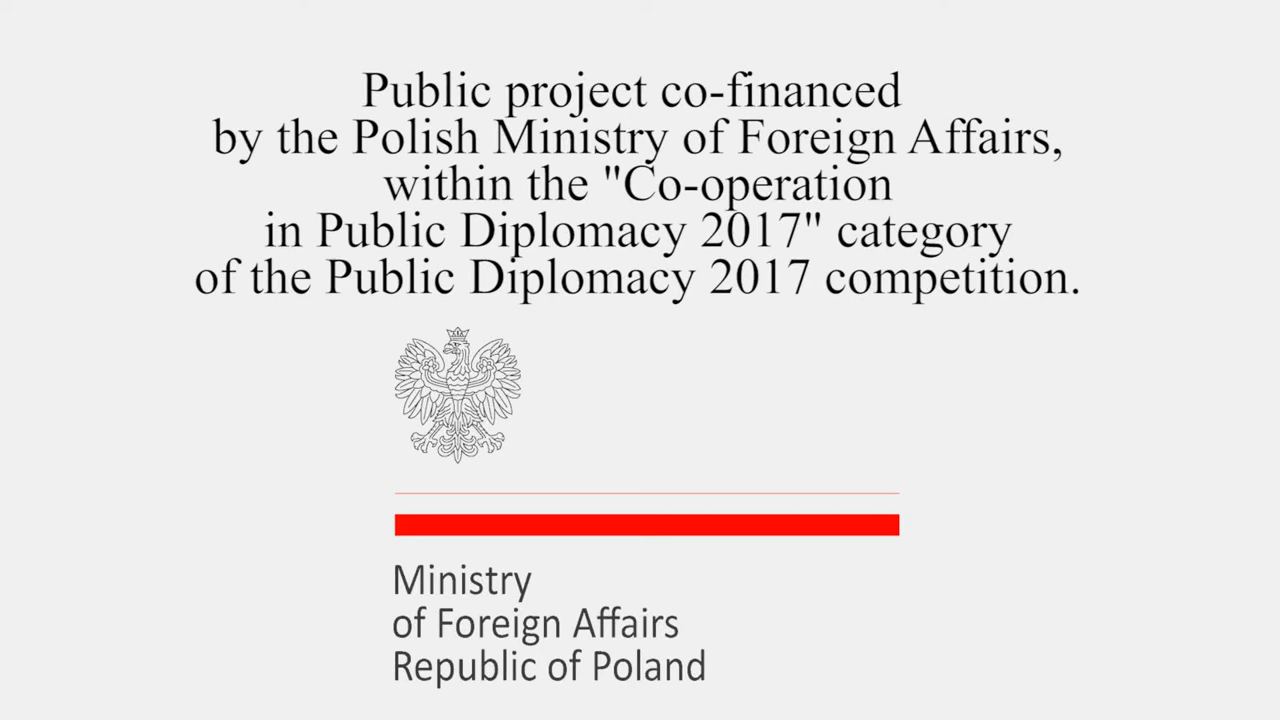 Public project co-financed
by the Polish Ministry of Foreign Affairs,
within the "Co-operation
in Public Diplomacy 2017" category
of the Public Diplomacy 2017 competition.
Ministry
of Foreign Affairs
Republic of Poland